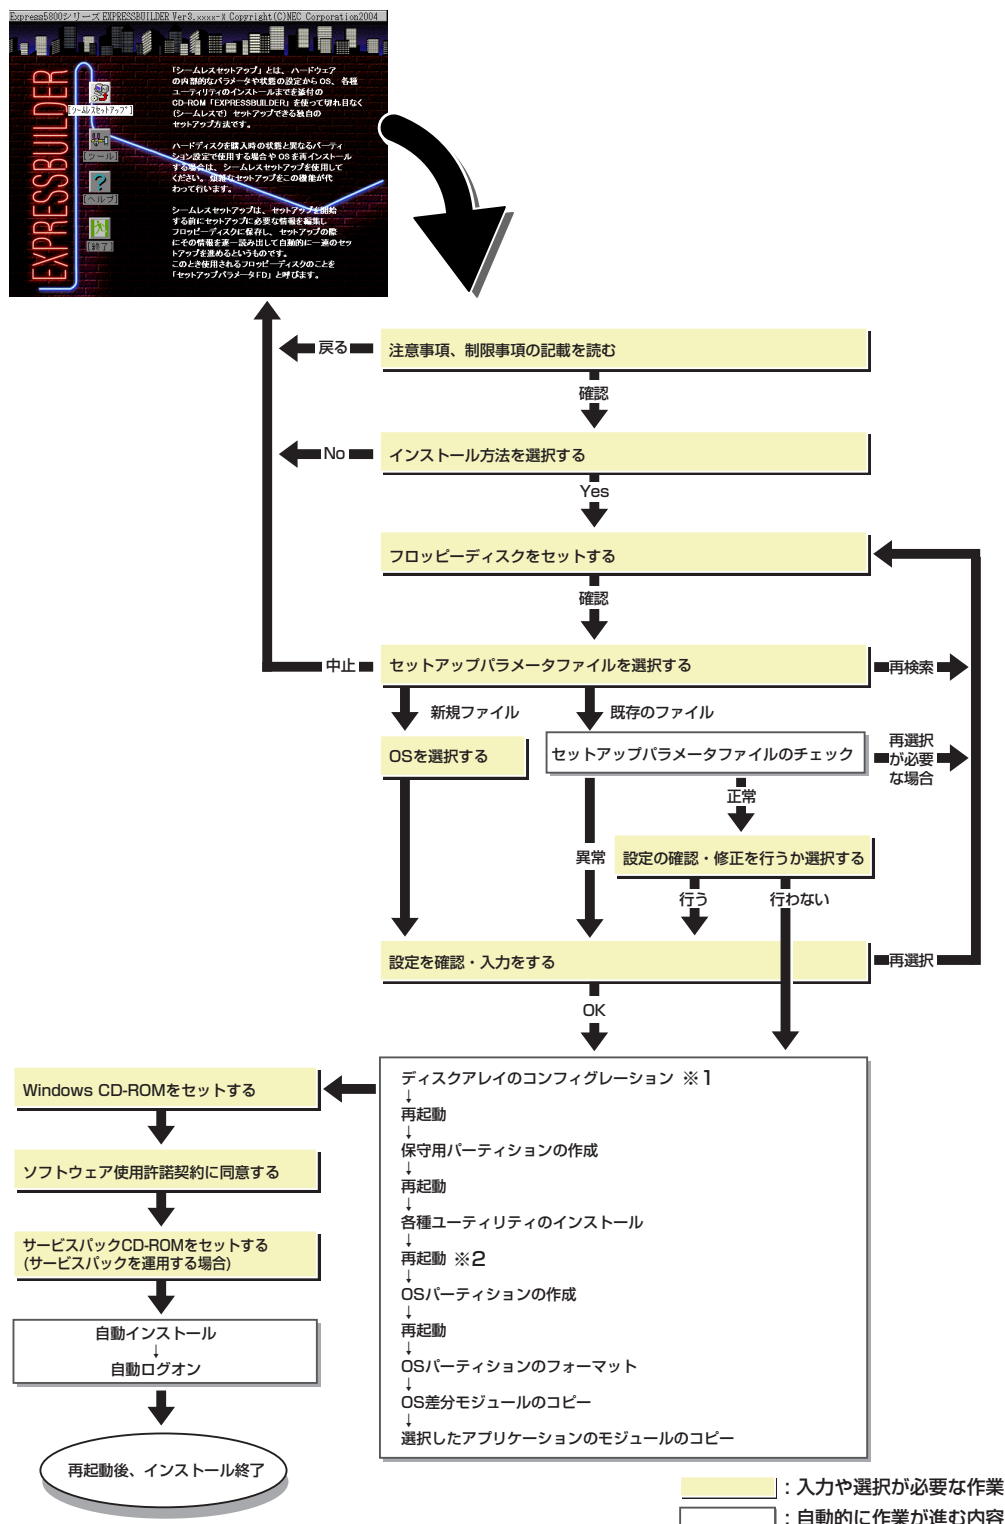 Express5800シリーズ EXPRESSBUILDER Ver3.xxxx-X Copyright(C)NEC Corporation2004
EXPRESSBUILDER
[シームレスセットアップ]
[ツール]
[ヘルプ]
[終了]
「シームレスセットアップ」とは、ハードウェア
の内部的なパラメータや状態の設定からOS、各種
ユーティリティのインストールまでを添付の
CD-ROM「EXPRESSBUILDER」を使って切れ目なく
(シームレスで) セットアップできる独自の
セットアップ方法です。
ハードディスクを購入時の状態と異なるパーティ
ション設定で使用する場合や OS を再インストール
する場合は、シームレスセットアップを使用して
ください。煩雑なセットアップをこの機能が代
わって行います。
シームレスセットアップは、セットアップを開始
する前にセットアップに必要な情報を編集し
フロッピーディスクに保存し、セットアップの際
にその情報を逐一読み出して自動的に一連のセッ
トアップを進めるというものです。
このとき使用されるフロッピーディスクのことを
「セットアップパラメータFD」と呼びます。
戻る
注意事項、制限事項の記載を読む
確認
No
インストール方法を選択する
Yes
フロッピーディスクをセットする
確認
中止
セットアップパラメータファイルを選択する
再検索
新規ファイル
既存のファイル
OSを選択する
セットアップパラメータファイルのチェック
再選択
が必要
な場合
正常
異常
設定の確認・修正を行うか選択する
行う
行わない
設定を確認・入力をする
再選択
OK
ディスクアレイのコンフィグレーション ※1
↓
再起動
↓
保守用パーティションの作成
↓
再起動
↓
各種ユーティリティのインストール
↓
再起動 ※2
↓
OSパーティションの作成
↓
再起動
↓
OSパーティションのフォーマット
↓
OS差分モジュールのコピー
↓
選択したアプリケーションのモジュールのコピー
Windows CD-ROMをセットする
ソフトウェア使用許諾契約に同意する
サービスパックCD-ROMをセットする
(サービスパックを運用する場合)
自動インストール
↓
自動ログオン
再起動後、インストール終了
：入力や選択が必要な作業
：自動的に作業が進む内容